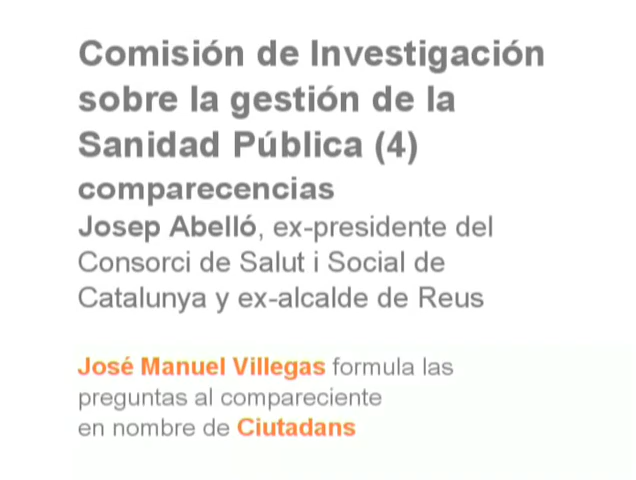 Comisión de Investigación
sobre la gestión de la
Sanidad Pública (4)
comparecencias
Josep Abelló, ex-presidente del
Consorci de Salut i Social de
Catalunya y ex-alcalde de Reus
José Manuel Villegas formula las
preguntas al compareciente
en nombre de Ciutadans